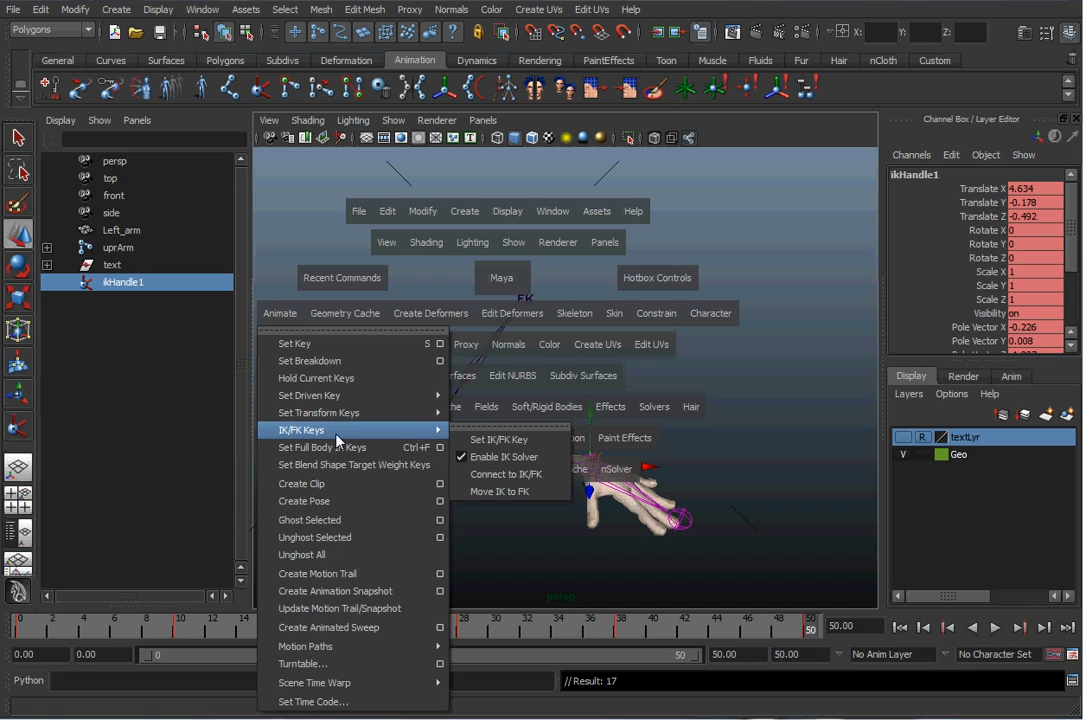 File Edit Modify Create Display Window Assets Select Mesh Edit Mesh Proxy Normals Color Create UVs Edit UVs Help
Polygons X: Y: Z:
General Curves Surfaces Polygons Subdivs Deformation Animation Dynamics Rendering PaintEffects Toon Muscle Fluids Fur Hair nCloth Custom
Display Show Panels
View Shading Lighting Show Renderer Panels
Channel Box / Layer Editor
Channels Edit Object Show
persp
top
front
side
Left_arm
uprArm
text
ikHandle1
File Edit Modify Create Display Window Assets Help
View Shading Lighting Show Renderer Panels
Recent Commands Maya Hotbox Controls
Animate Geometry Cache Create Deformers Edit Deformers Skeleton Skin Constrain Character
Proxy Normals Color Create UVs Edit UVs
Edit NURBS Subdiv Surfaces
Fields Soft/Rigid Bodies Effects Solvers Hair
Paint Effects
nSolver
Set Key S
Set Breakdown
Hold Current Keys
Set Driven Key
Set Transform Keys
IK/FK Keys
Set Full Body IK Keys Ctrl+F
Set Blend Shape Target Weight Keys
Create Clip
Create Pose
Ghost Selected
Unghost Selected
Unghost All
Create Motion Trail
Create Animation Snapshot
Update Motion Trail/Snapshot
Create Animated Sweep
Motion Paths
Turntable...
Scene Time Warp
Set Time Code...
Set IK/FK Key
Enable IK Solver
Connect to IK/FK
Move IK to FK
persp
ikHandle1
Translate X 4.634
Translate Y -0.178
Translate Z -0.492
Rotate X 0
Rotate Y 0
Rotate Z 0
Scale X 1
Scale Y 1
Scale Z 1
Visibility on
Pole Vector X -0.226
Pole Vector Y 0.008
Display Render Anim
Layers Options Help
R textLyr
V Geo
0 2 4 6 8 10 12 14 28 30 32 34 36 38 40 42 44 46 48 50
50 50.00
0.00 0.00 0 50 50.00 50.00 No Anim Layer No Character Set
Python // Result: 17